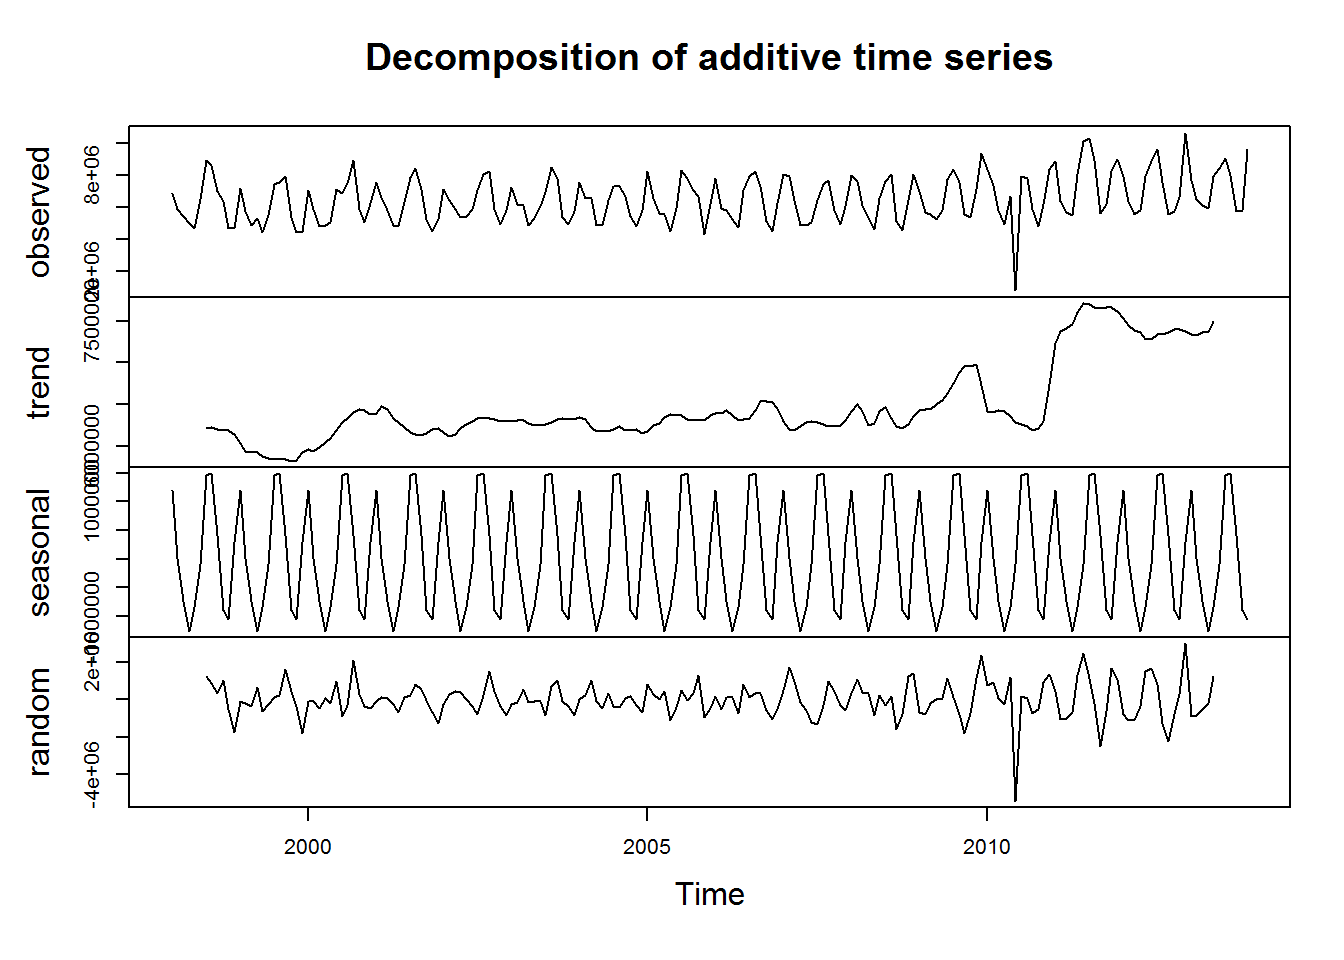 Decomposition of additive time series
observed
8e+06
2e+06
trend
7500000
6000000
seasonal
1000000
-1000000
random
2e+06
-4e+06
2000
2005
2010
Time